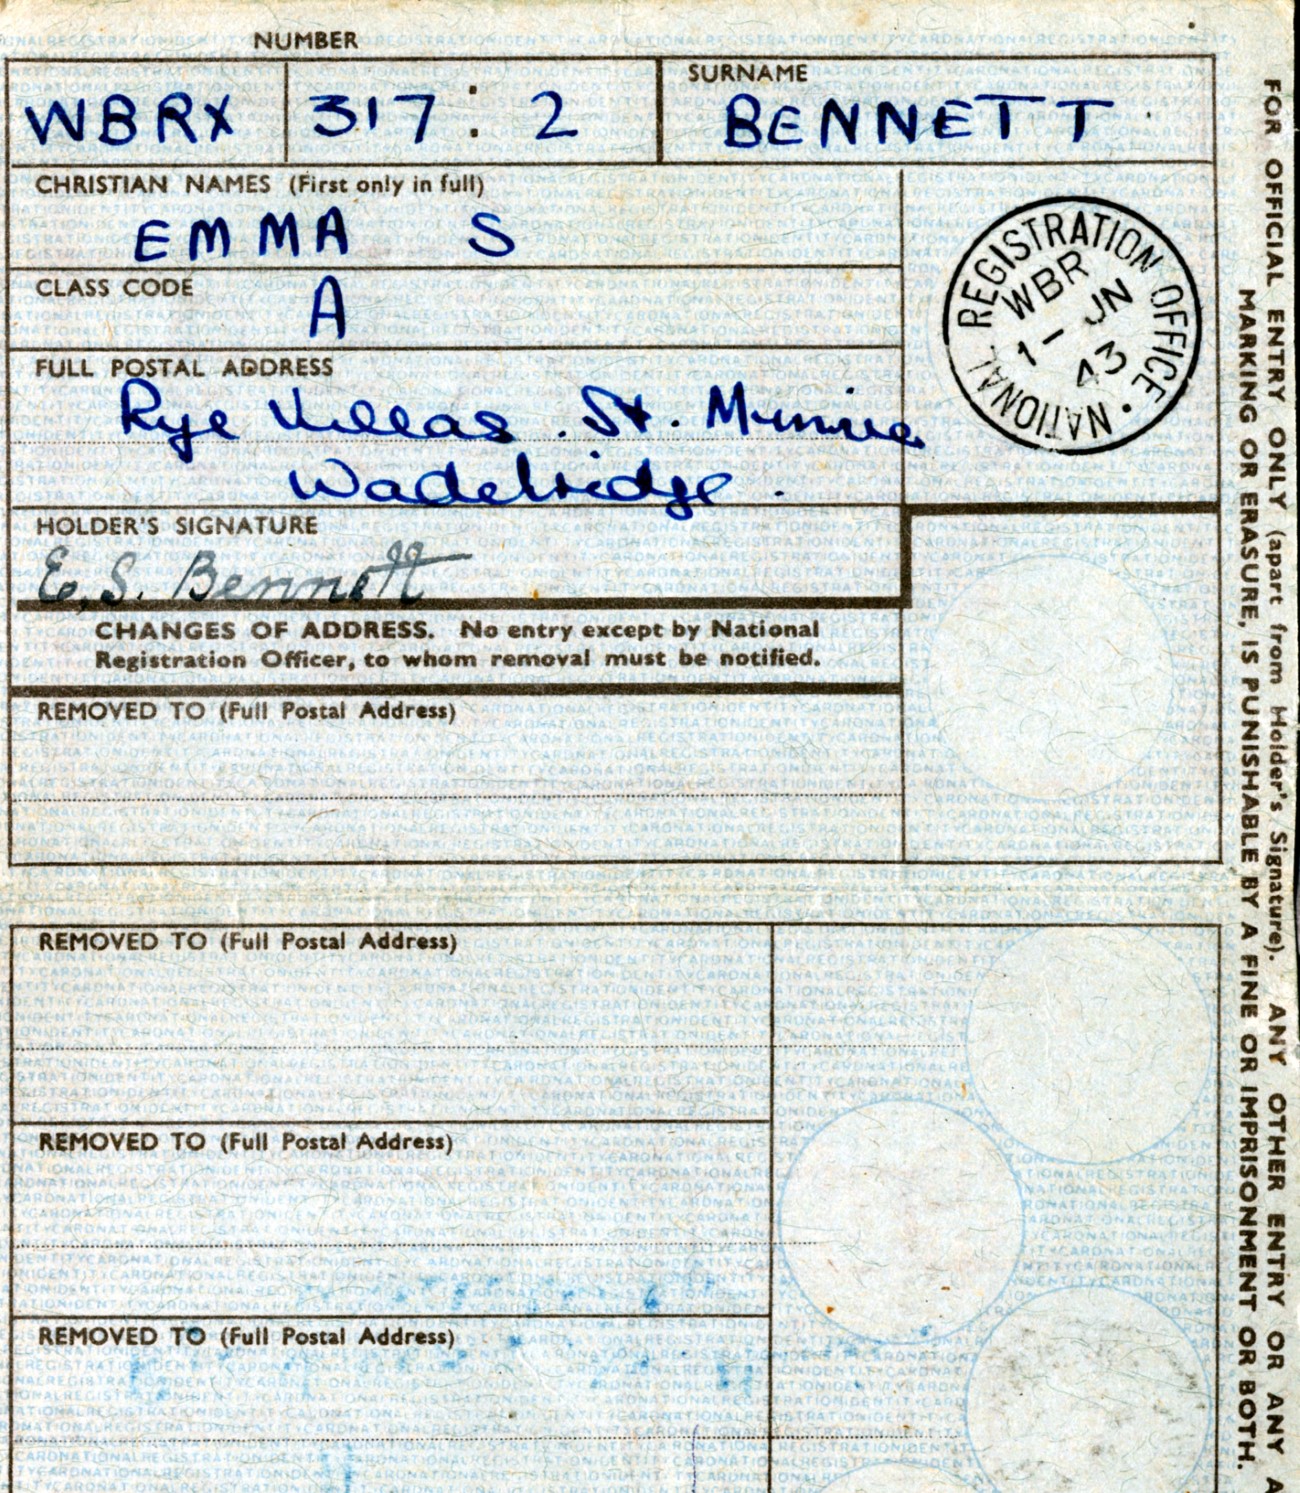 NUMBER
SURNAME
WBRX 317 : 2 BENNETT
CHRISTIAN NAMES (First only in full)
EMMA S
CLASS CODE
A
FULL POSTAL ADDRESS
Rye Villas . St. Minver
Wadebridge .
NATIONAL REGISTRATION OFFICE
WBR
1 - JN
43
HOLDER'S SIGNATURE
E. S. Bennett
CHANGES OF ADDRESS. No entry except by National
Registration Officer, to whom removal must be notified.
REMOVED TO (Full Postal Address)
REMOVED TO (Full Postal Address)
REMOVED TO (Full Postal Address)
REMOVED TO (Full Postal Address)
FOR OFFICIAL ENTRY ONLY (apart from Holder's Signature). ANY OTHER ENTRY OR ANY
MARKING OR ERASURE, IS PUNISHABLE BY A FINE OR IMPRISONMENT OR BOTH.